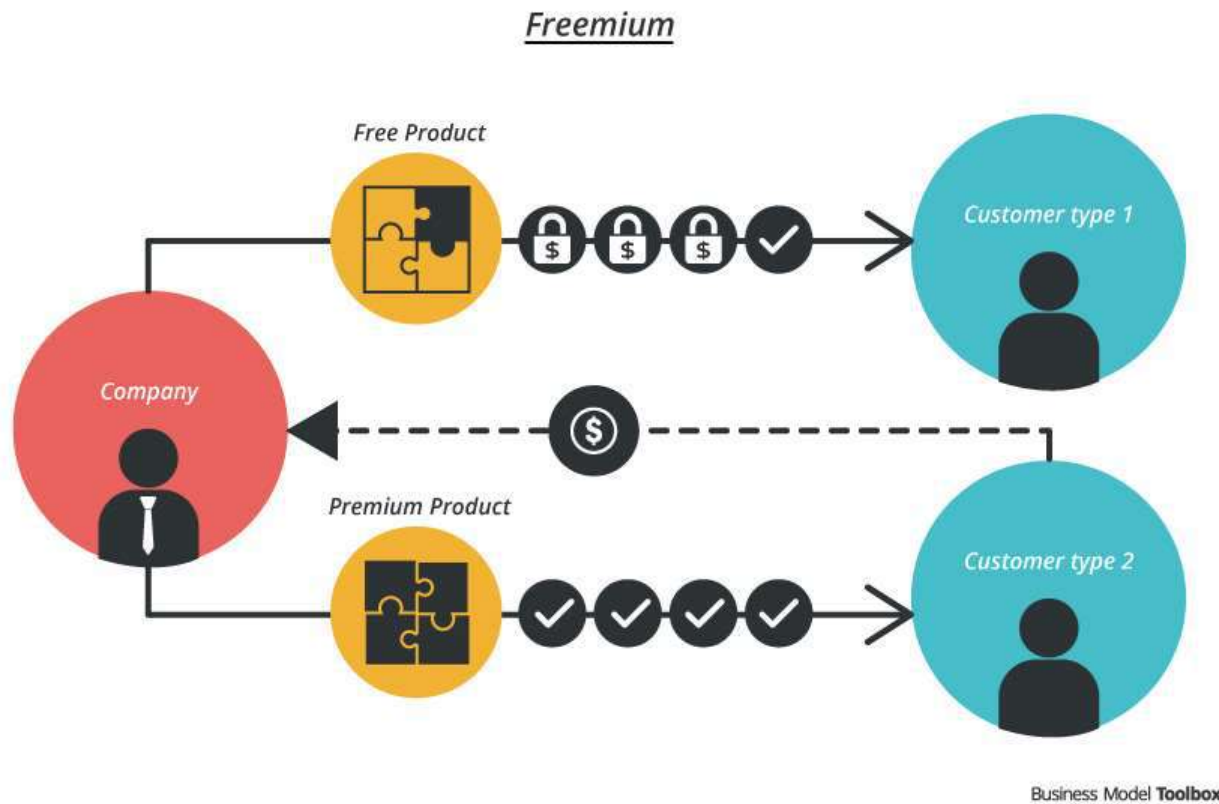 Freemium
Free Product
$ $ $
Customer type 1
Company
$
Premium Product
Customer type 2
Business Model Toolbox